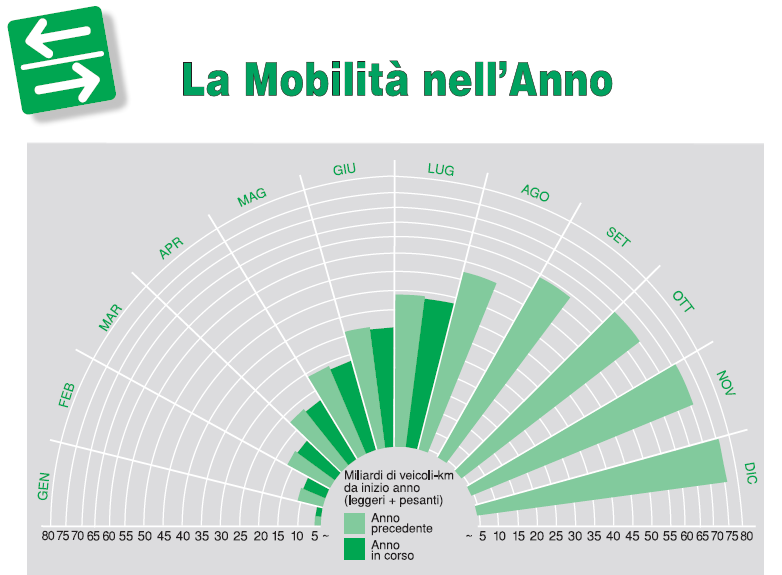 La Mobilità nell'Anno
GEN
FEB
MAR
APR
MAG
GIU
LUG
AGO
SET
OTT
NOV
DIC
Miliardi di veicoli-km
da inizio anno
(leggeri + pesanti)
Anno
precedente
Anno
in corso
80 75 70 65 60 55 50 45 40 35 30 25 20 15 10 5 ~
~ 5 10 15 20 25 30 35 40 45 50 55 60 65 70 75 80